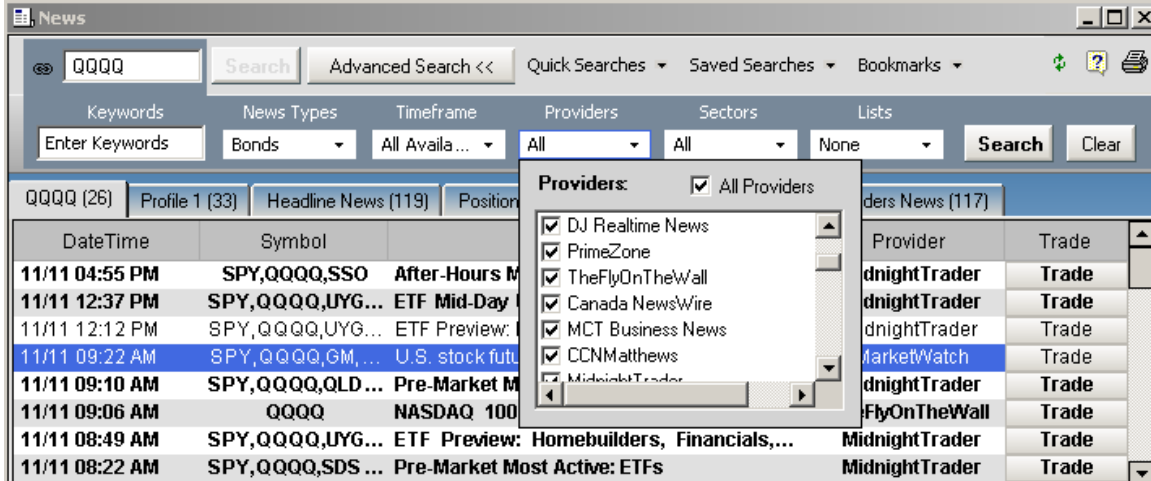 News
QQQQ Search Advanced Search << Quick Searches Saved Searches Bookmarks
Keywords News Types Timeframe Providers Sectors Lists
Enter Keywords Bonds All Availa... All All None Search Clear
Providers: All Providers
QQQQ (26) Profile 1 (33) Headline News (119) Position ders News (117)
DJ Realtime News
DateTime Symbol Provider Trade
PrimeZone
11/11 04:55 PM SPY,QQQQ,SSO After-Hours M idnightTrader Trade
TheFlyOnTheWall
11/11 12:37 PM SPY,QQQQ,UYG... ETF Mid-Day idnightTrader Trade
Canada NewsWire
11/11 12:12 PM SPY,QQQQ,UYG... ETF Preview: idnightTrader Trade
MCT Business News
11/11 09:22 AM SPY,QQQQ,GM,... U.S. stock futu MarketWatch Trade
CCNMatthews
11/11 09:10 AM SPY,QQQQ,QLD... Pre-Market M idnightTrader Trade
MidnightTrader
11/11 09:06 AM QQQQ NASDAQ 100 eFlyOnTheWall Trade
11/11 08:49 AM SPY,QQQQ,UYG... ETF Preview: Homebuilders, Financials,... MidnightTrader Trade
11/11 08:22 AM SPY,QQQQ,SDS ... Pre-Market Most Active: ETFs MidnightTrader Trade